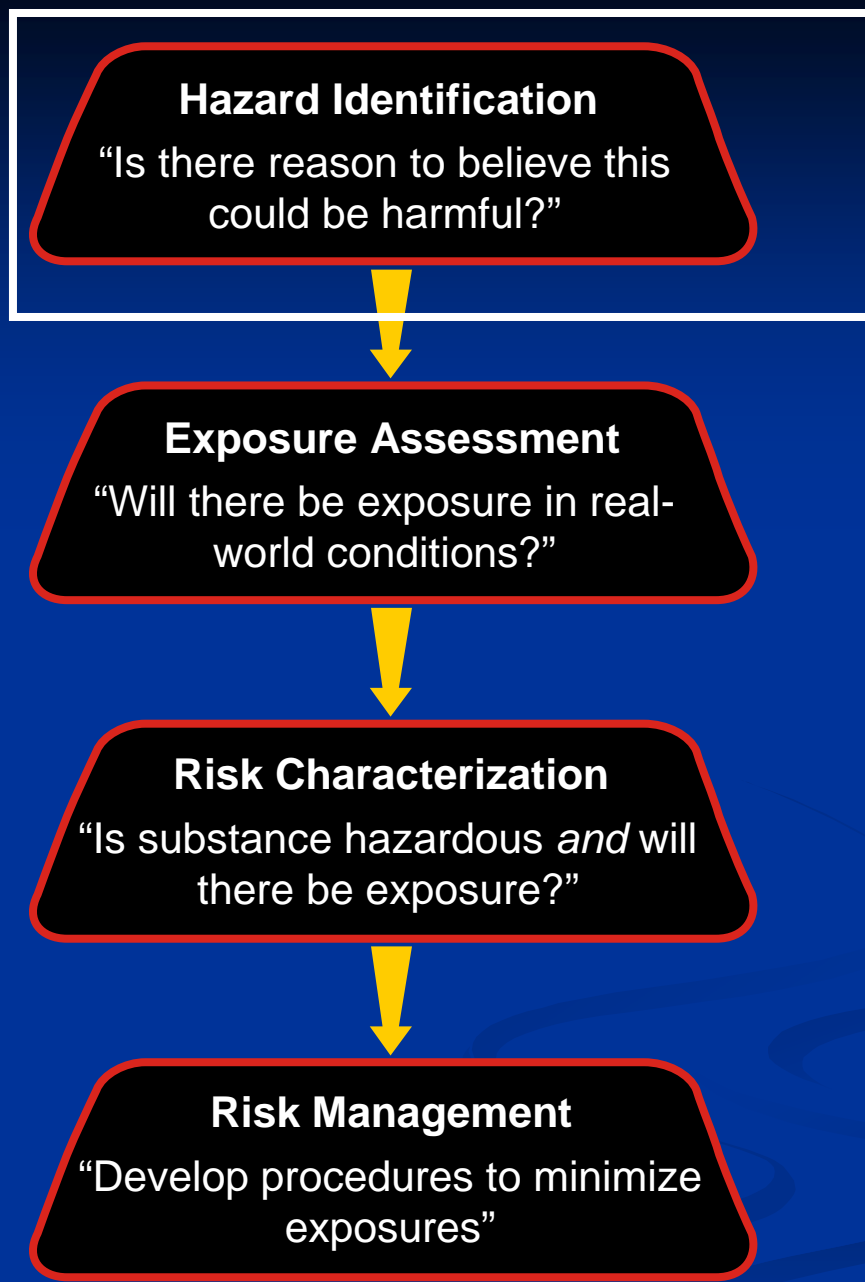 Hazard Identification
“Is there reason to believe this
could be harmful?”
Exposure Assessment
“Will there be exposure in real-
world conditions?”
Risk Characterization
“Is substance hazardous and will
there be exposure?”
Risk Management
“Develop procedures to minimize
exposures”